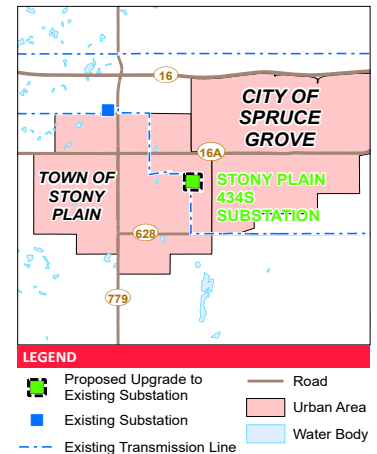 16
CITY OF
SPRUCE
GROVE
16A
TOWN OF
STONY
PLAIN
STONY PLAIN
434S
SUBSTATION
628
779
LEGEND
Proposed Upgrade to
Existing Substation
Existing Substation
Existing Transmission Line
Road
Urban Area
Water Body